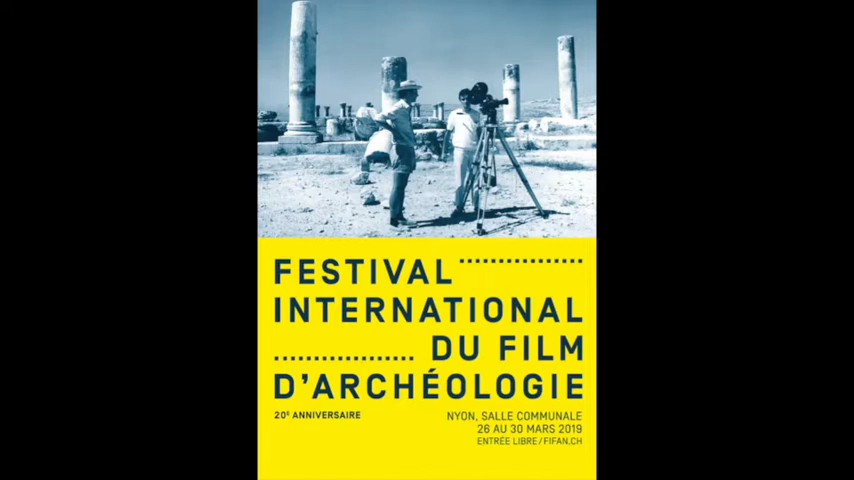 FESTIVAL
INTERNATIONAL
DU FILM
D'ARCHÉOLOGIE
20E ANNIVERSAIRE
NYON, SALLE COMMUNALE
26 AU 30 MARS 2019
ENTRÉE LIBRE/FIFAN.CH